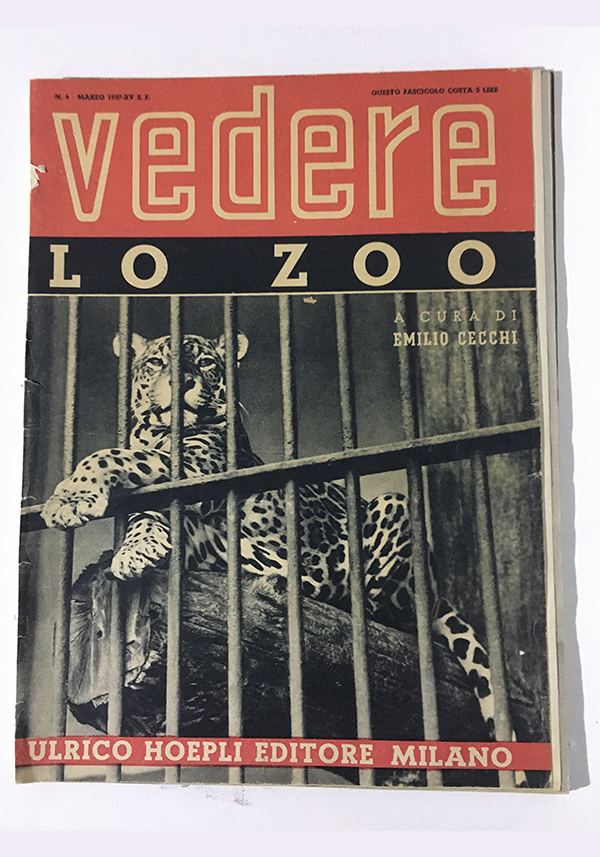 N. 4 - MARZO 1937-XV E. F.
QUESTO FASCICOLO COSTA 5 LIRE
vedere
LO ZOO
A CURA DI
EMILIO CECCHI
ULRICO HOEPLI EDITORE MILANO